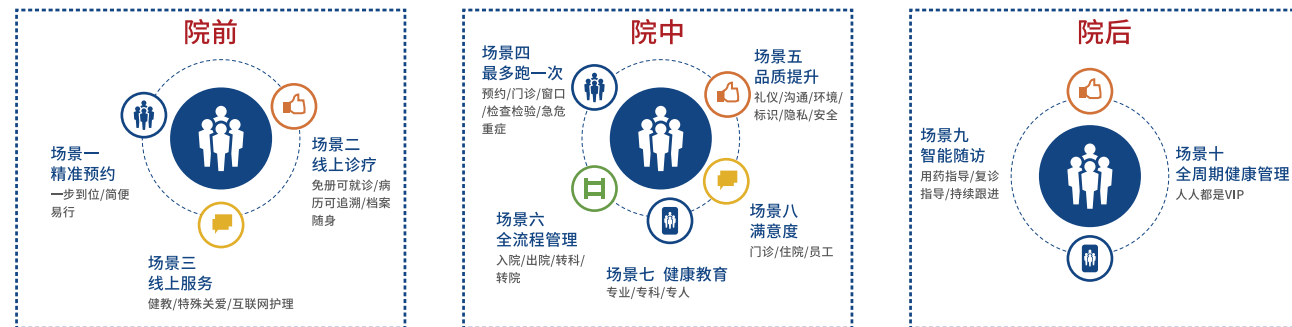 院前
场景一
精准预约
一步到位/简便
易行
场景二
线上诊疗
免册可就诊/病
历可追溯/档案
随身
场景三
线上服务
健教/特殊关爱/互联网护理
院中
场景四
最多跑一次
预约/门诊/窗口
/检查检验/急危
重症
场景五
品质提升
礼仪/沟通/环境/
标识/隐私/安全
场景六
全流程管理
入院/出院/转科/
转院
场景七 健康教育
专业/专科/专人
场景八
满意度
门诊/住院/员工
院后
场景九
智能随访
用药指导/复诊
指导/持续跟进
场景十
全周期健康管理
人人都是VIP